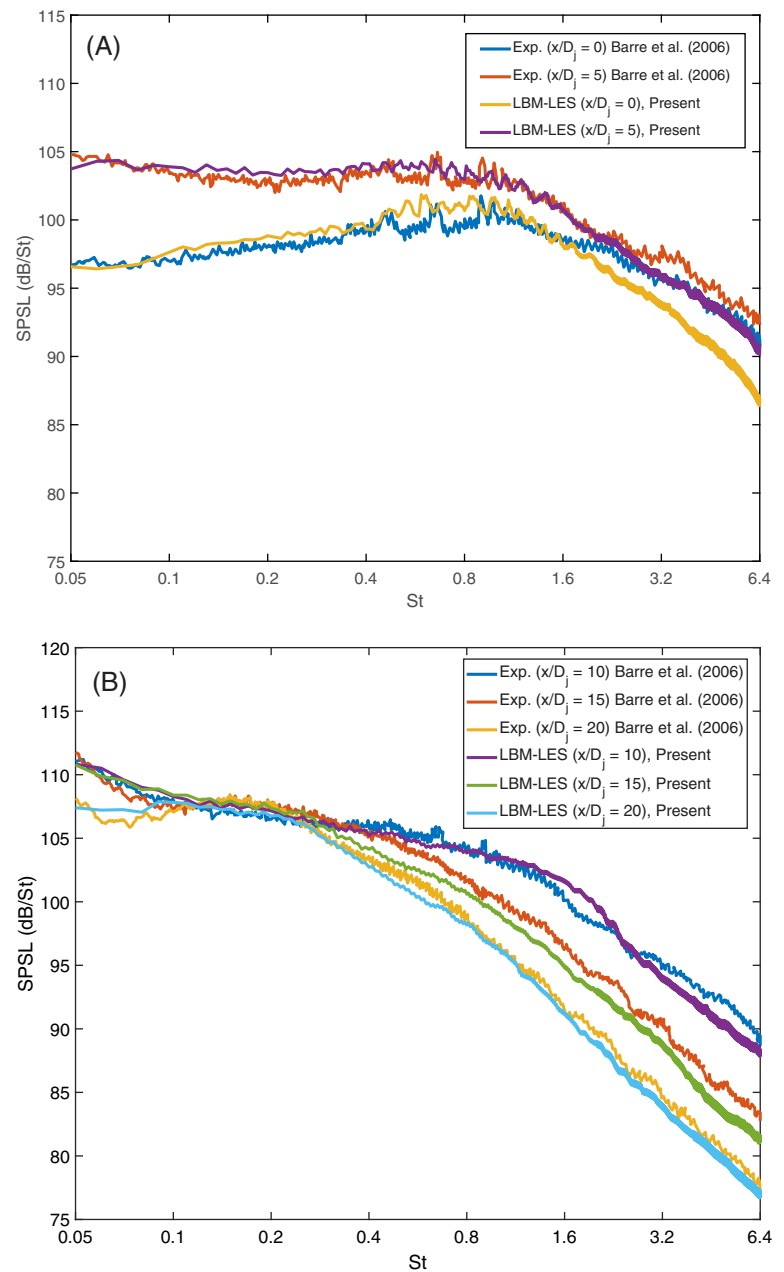 (A)
Exp. (x/D_j = 0) Barre et al. (2006)
Exp. (x/D_j = 5) Barre et al. (2006)
LBM-LES (x/D_j = 0), Present
LBM-LES (x/D_j = 5), Present
SPSL (dB/St)
115
110
105
100
95
90
85
80
75
0.05
0.1
0.2
0.4
0.8
1.6
3.2
6.4
St
(B)
Exp. (x/D_j = 10) Barre et al. (2006)
Exp. (x/D_j = 15) Barre et al. (2006)
Exp. (x/D_j = 20) Barre et al. (2006)
LBM-LES (x/D_j = 10), Present
LBM-LES (x/D_j = 15), Present
LBM-LES (x/D_j = 20), Present
SPSL (dB/St)
120
115
110
105
100
95
90
85
80
75
0.05
0.1
0.2
0.4
0.8
1.6
3.2
6.4
St